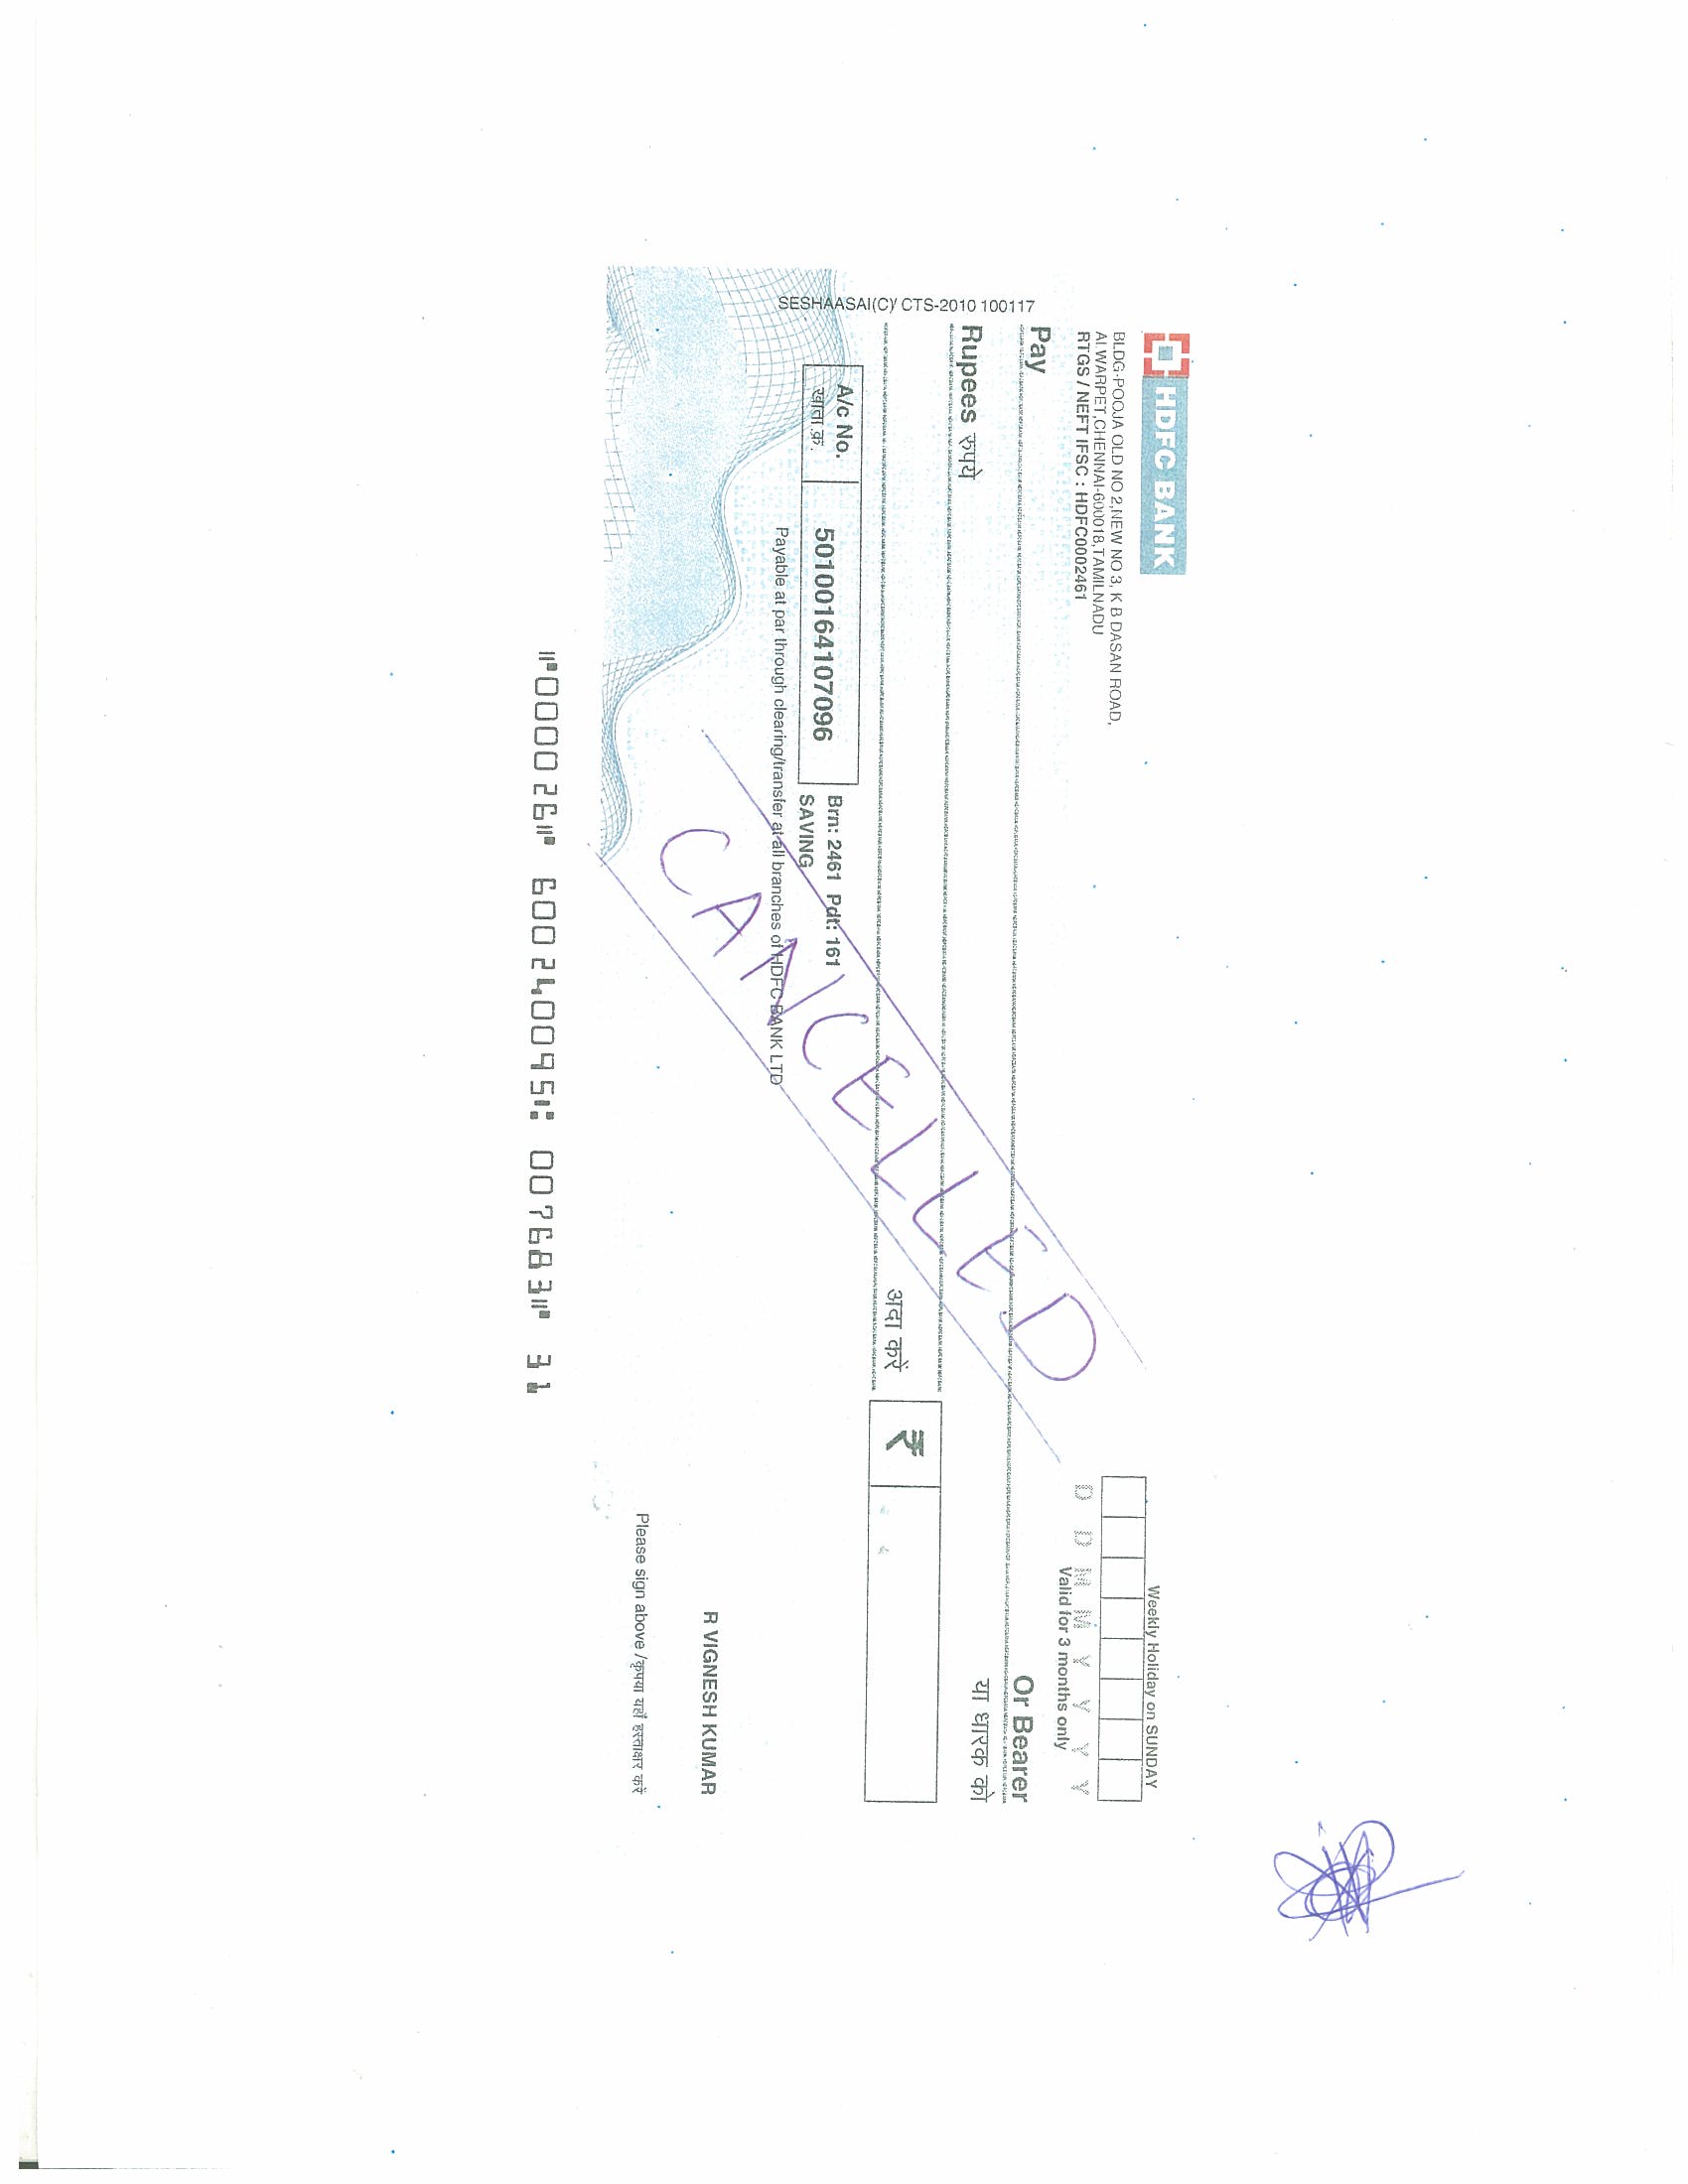 HDFC BANK
BLDG-POOJA OLD NO 2,NEW NO 3, K B DASAN ROAD,
ALWARPET,CHENNAI-600018,TAMILNADU
RTGS / NEFT IFSC : HDFC0002461
Weekly Holiday on SUNDAY
D D M M Y Y Y Y
Valid for 3 months only
Pay
Or Bearer
या धारक को
Rupees रुपये
अदा करें
₹
A/c No.
खाता क्र.
50100164107096
Brn: 2461 Pdt: 161
SAVING
Payable at par through clearing/transfer at all branches of HDFC BANK LTD
CANCELLED
R VIGNESH KUMAR
Please sign above /कृपया यहाँ हस्ताक्षर करें
SESHAASAI(C)/ CTS-2010 100117
⑈000026⑈ 600240095⑆ 007683⑈ 31